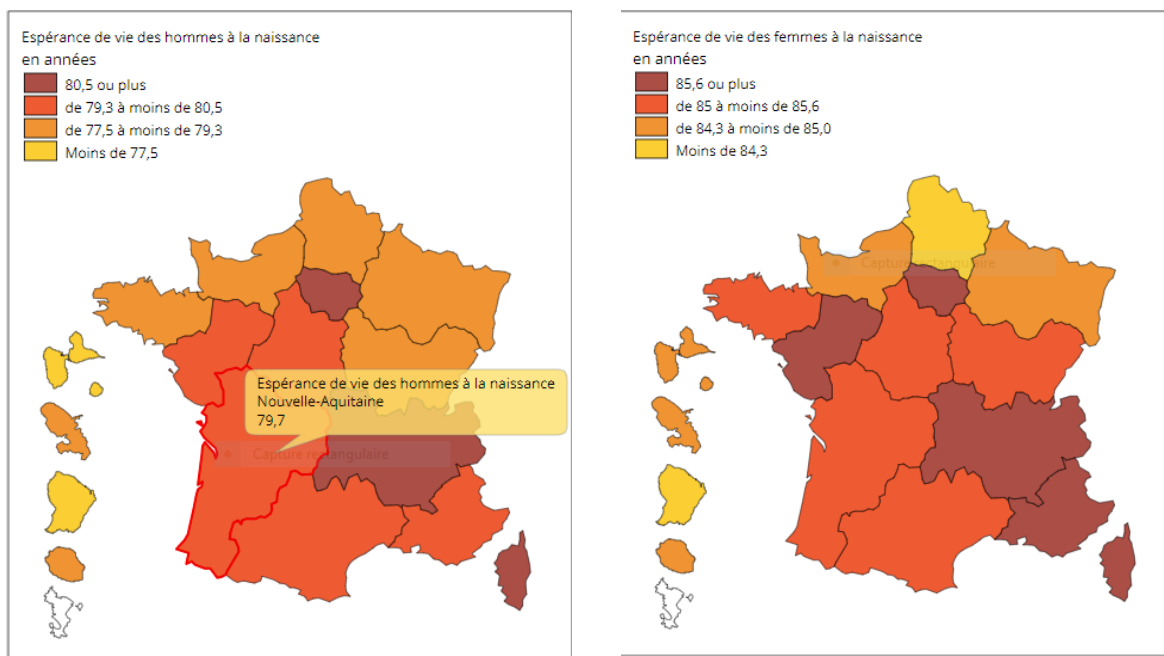 Espérance de vie des hommes à la naissance
en années
80,5 ou plus
de 79,3 à moins de 80,5
de 77,5 à moins de 79,3
Moins de 77,5
Espérance de vie des hommes à la naissance
Nouvelle-Aquitaine
79,7
Capture rectangulaire
Espérance de vie des femmes à la naissance
en années
85,6 ou plus
de 85 à moins de 85,6
de 84,3 à moins de 85,0
Moins de 84,3
Capture rectangulaire